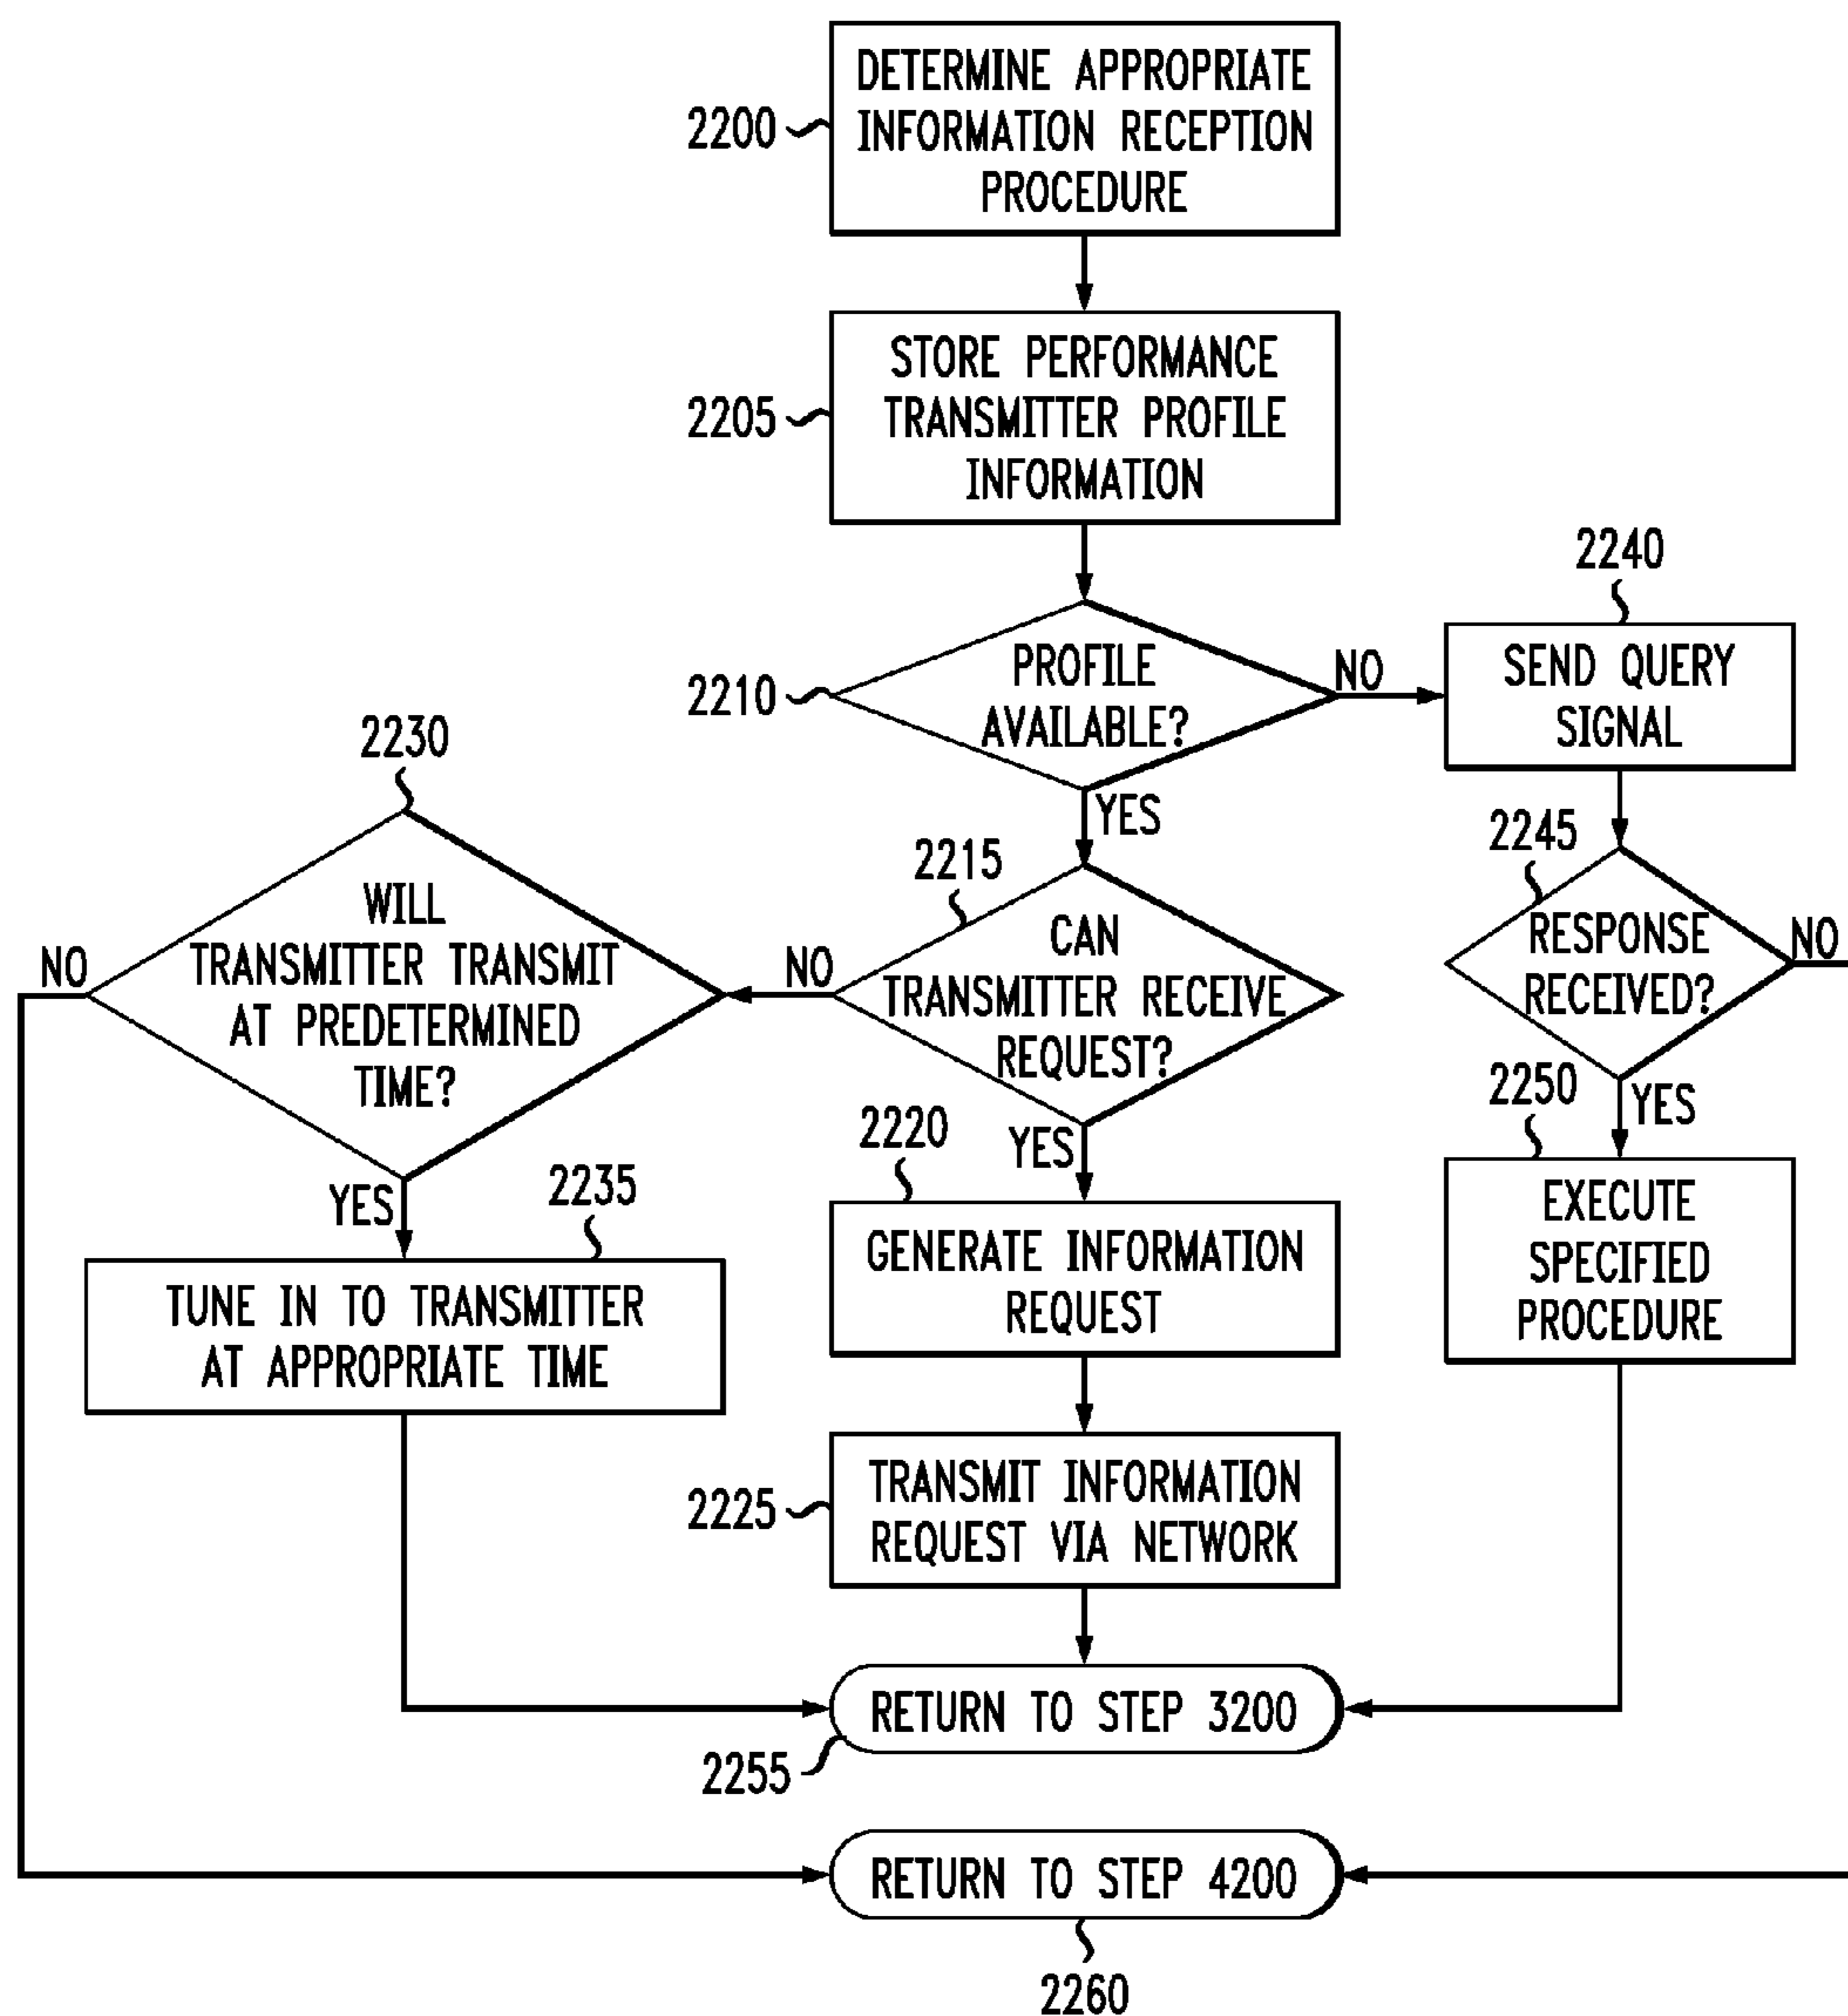 DETERMINE APPROPRIATE
INFORMATION RECEPTION
PROCEDURE
2200
STORE PERFORMANCE
TRANSMITTER PROFILE
INFORMATION
2205
PROFILE
AVAILABLE?
2210
NO
YES
2240
SEND QUERY
SIGNAL
2245
RESPONSE
RECEIVED?
NO
YES
2250
EXECUTE
SPECIFIED
PROCEDURE
2215
CAN
TRANSMITTER RECEIVE
REQUEST?
NO
YES
2230
WILL
TRANSMITTER TRANSMIT
AT PREDETERMINED
TIME?
NO
YES
2235
TUNE IN TO TRANSMITTER
AT APPROPRIATE TIME
2220
GENERATE INFORMATION
REQUEST
2225
TRANSMIT INFORMATION
REQUEST VIA NETWORK
RETURN TO STEP 3200
2255
RETURN TO STEP 4200
2260